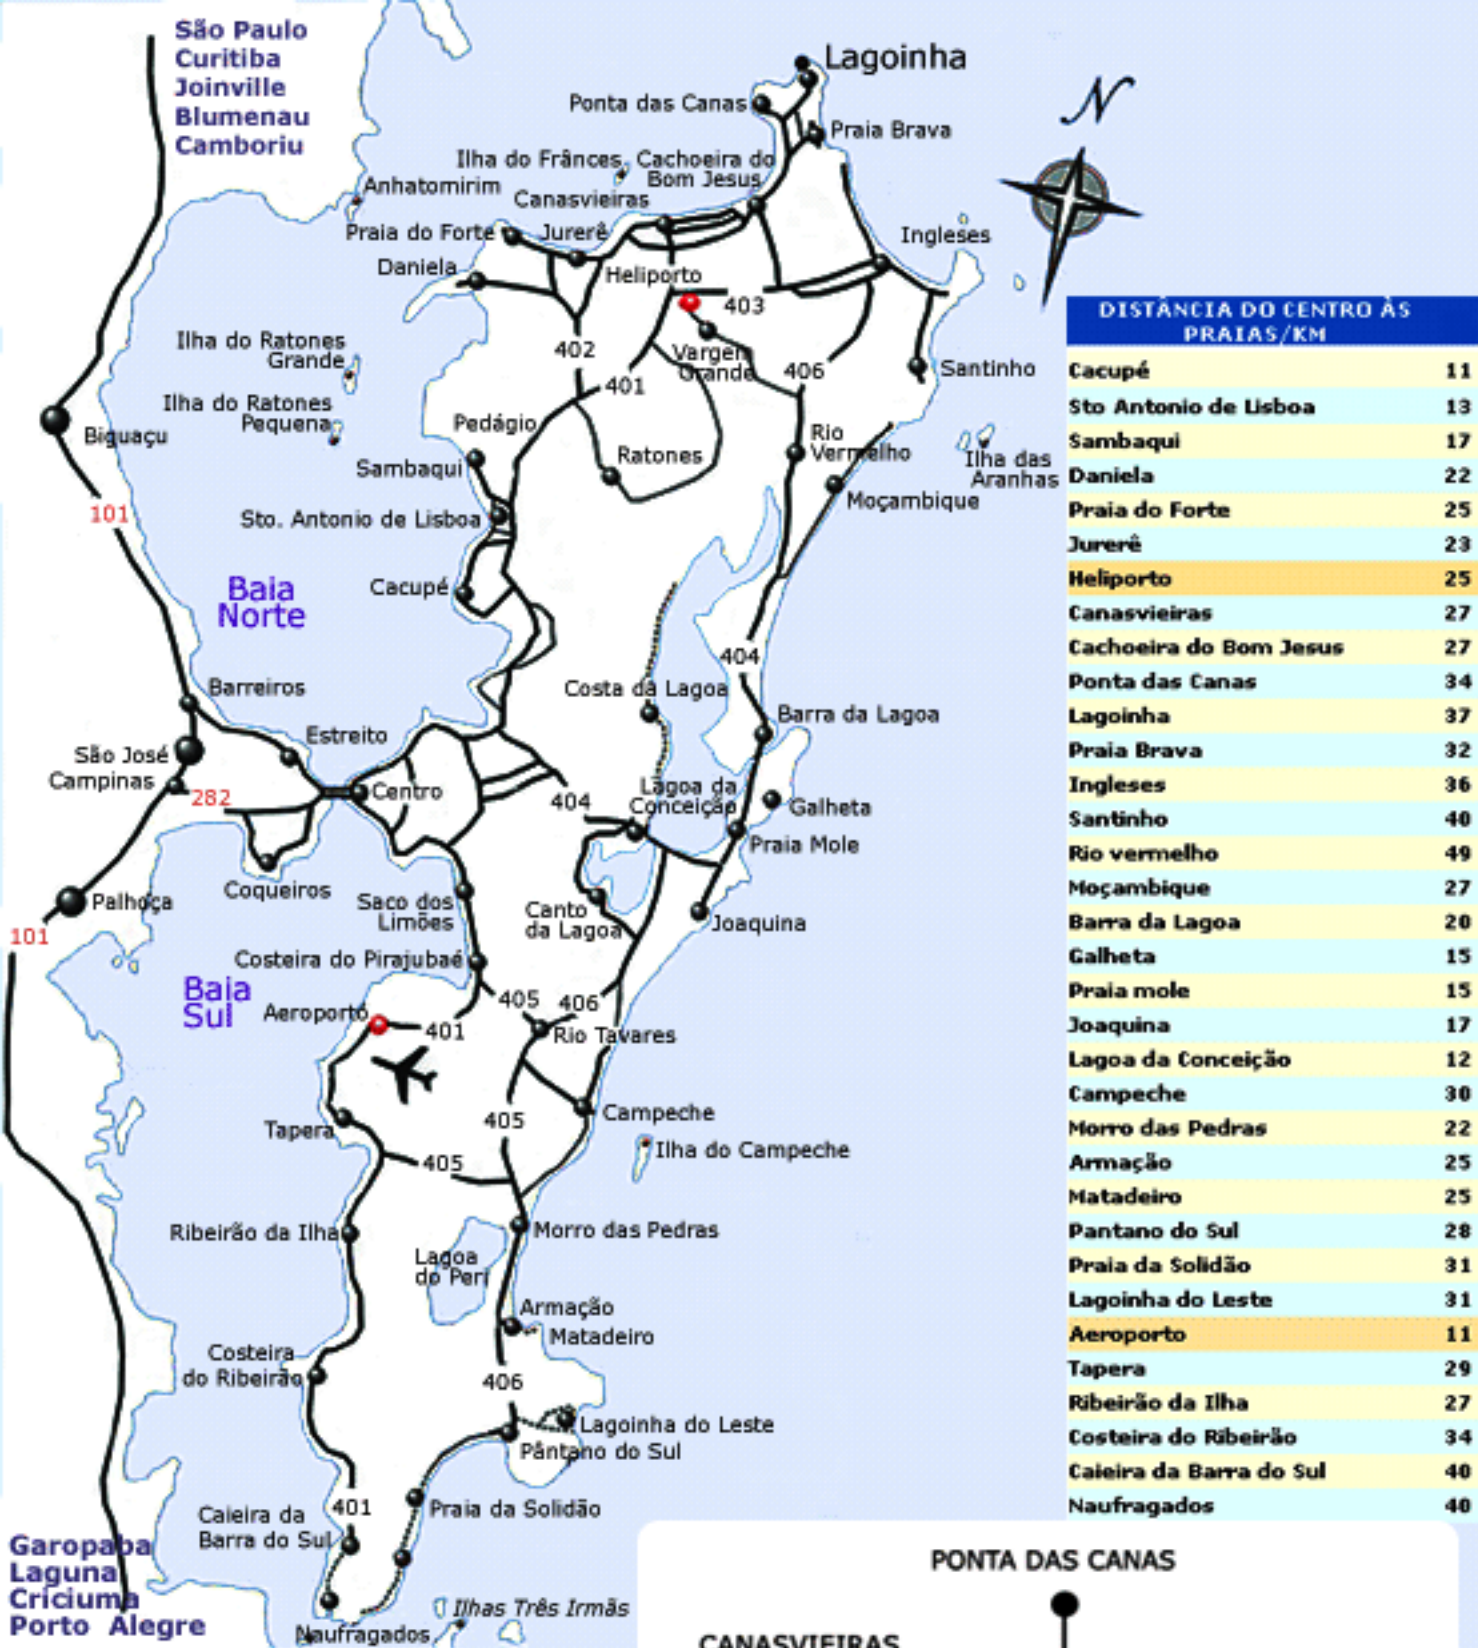 São Paulo
Curitiba
Joinville
Blumenau
Camboriu
Lagoinha
N
Ponta das Canas
Praia Brava
Ilha do Frânces
Cachoeira do
Bom Jesus
Anhatomirim
Canasvieiras
Praia do Forte
Jurerê
Ingleses
Daniela
Heliporto
403
Ilha do Ratones
Grande
402
Vargem
Grande
401
406
Santinho
Ilha do Ratones
Pequena
Biguaçu
Pedágio
Rio
Vermelho
Sambaqui
Ratones
Ilha das
Aranhas
Moçambique
101
Sto. Antonio de Lisboa
Baia
Norte
Cacupé
404
Barreiros
Costa da Lagoa
Barra da Lagoa
Estreito
São José
Campinas
282
Centro
404
Lagoa da
Conceição
Galheta
Praia Mole
Coqueiros
Palhoça
Saco dos
Limões
Canto
da Lagoa
Joaquina
101
Costeira do Pirajubaé
Baia
Sul
Aeroporto
401
405
406
Rio Tavares
Tapera
405
Campeche
405
Ilha do Campeche
Ribeirão da Ilha
Morro das Pedras
Lagoa
do Peri
Armação
Matadeiro
Costeira
do Ribeirão
406
Lagoinha do Leste
Pântano do Sul
401
Praia da Solidão
Caieira da
Barra do Sul
Garopaba
Laguna
Criciuma
Porto Alegre
Ilhas Três Irmãs
Naufragados
DISTÂNCIA DO CENTRO ÀS
PRAIAS/KM
Cacupé 11
Sto Antonio de Lisboa 13
Sambaqui 17
Daniela 22
Praia do Forte 25
Jurerê 23
Heliporto 25
Canasvieiras 27
Cachoeira do Bom Jesus 27
Ponta das Canas 34
Lagoinha 37
Praia Brava 32
Ingleses 36
Santinho 40
Rio vermelho 49
Moçambique 27
Barra da Lagoa 20
Galheta 15
Praia mole 15
Joaquina 17
Lagoa da Conceição 12
Campeche 30
Morro das Pedras 22
Armação 25
Matadeiro 25
Pantano do Sul 28
Praia da Solidão 31
Lagoinha do Leste 31
Aeroporto 11
Tapera 29
Ribeirão da Ilha 27
Costeira do Ribeirão 34
Caieira da Barra do Sul 40
Naufragados 40
PONTA DAS CANAS
CANASVIEIRAS